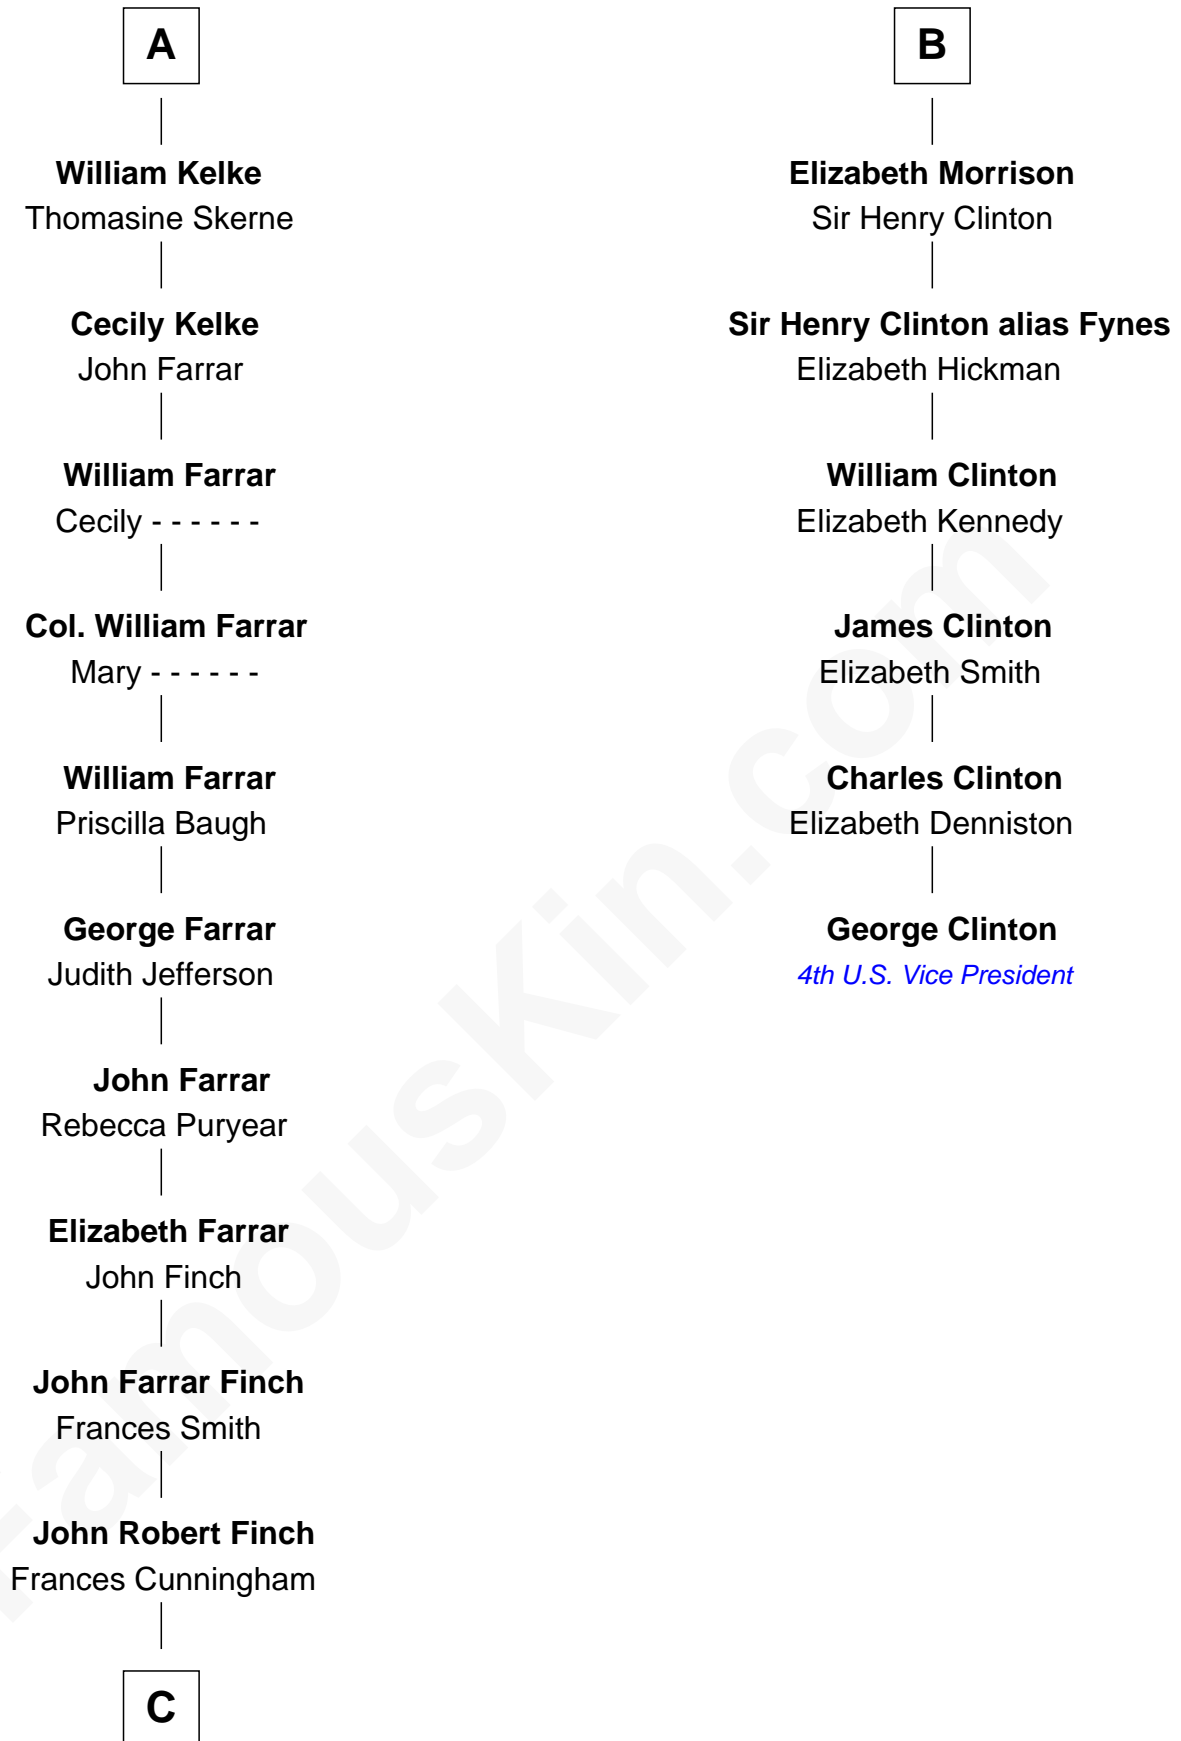 A
William Kelke
Thomasine Skerne
Cecily Kelke
John Farrar
William Farrar
Cecily - - - - - -
Col. William Farrar
Mary - - - - - -
William Farrar
Priscilla Baugh
George Farrar
Judith Jefferson
John Farrar
Rebecca Puryear
Elizabeth Farrar
John Finch
John Farrar Finch
Frances Smith
John Robert Finch
Frances Cunningham
C
B
Elizabeth Morrison
Sir Henry Clinton
Sir Henry Clinton alias Fynes
Elizabeth Hickman
William Clinton
Elizabeth Kennedy
James Clinton
Elizabeth Smith
Charles Clinton
Elizabeth Denniston
George Clinton
4th U.S. Vice President
FamousKin.com